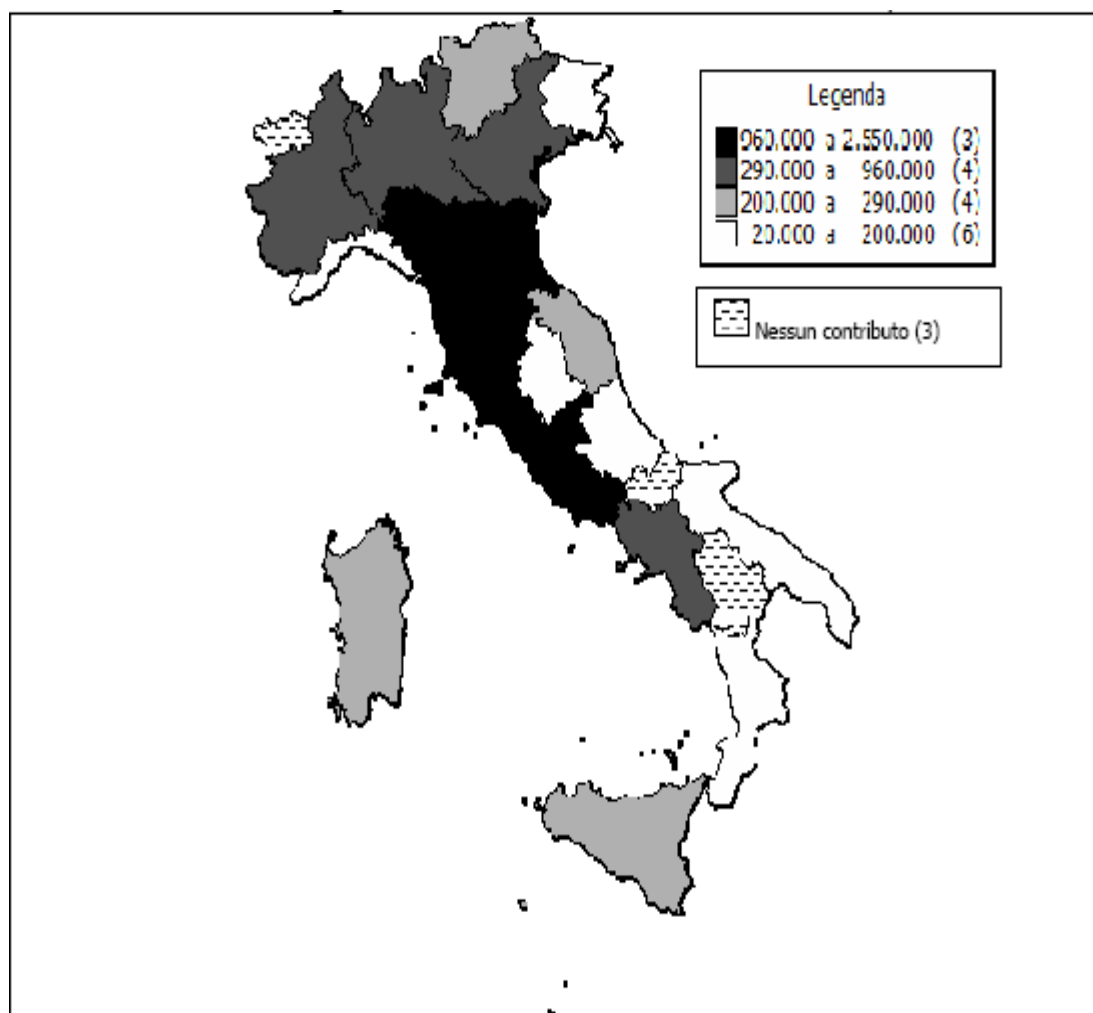 Legenda
960.000 a 2.550.000 (3)
290.000 a 960.000 (4)
200.000 a 290.000 (4)
20.000 a 200.000 (6)
Nessun contributo (3)